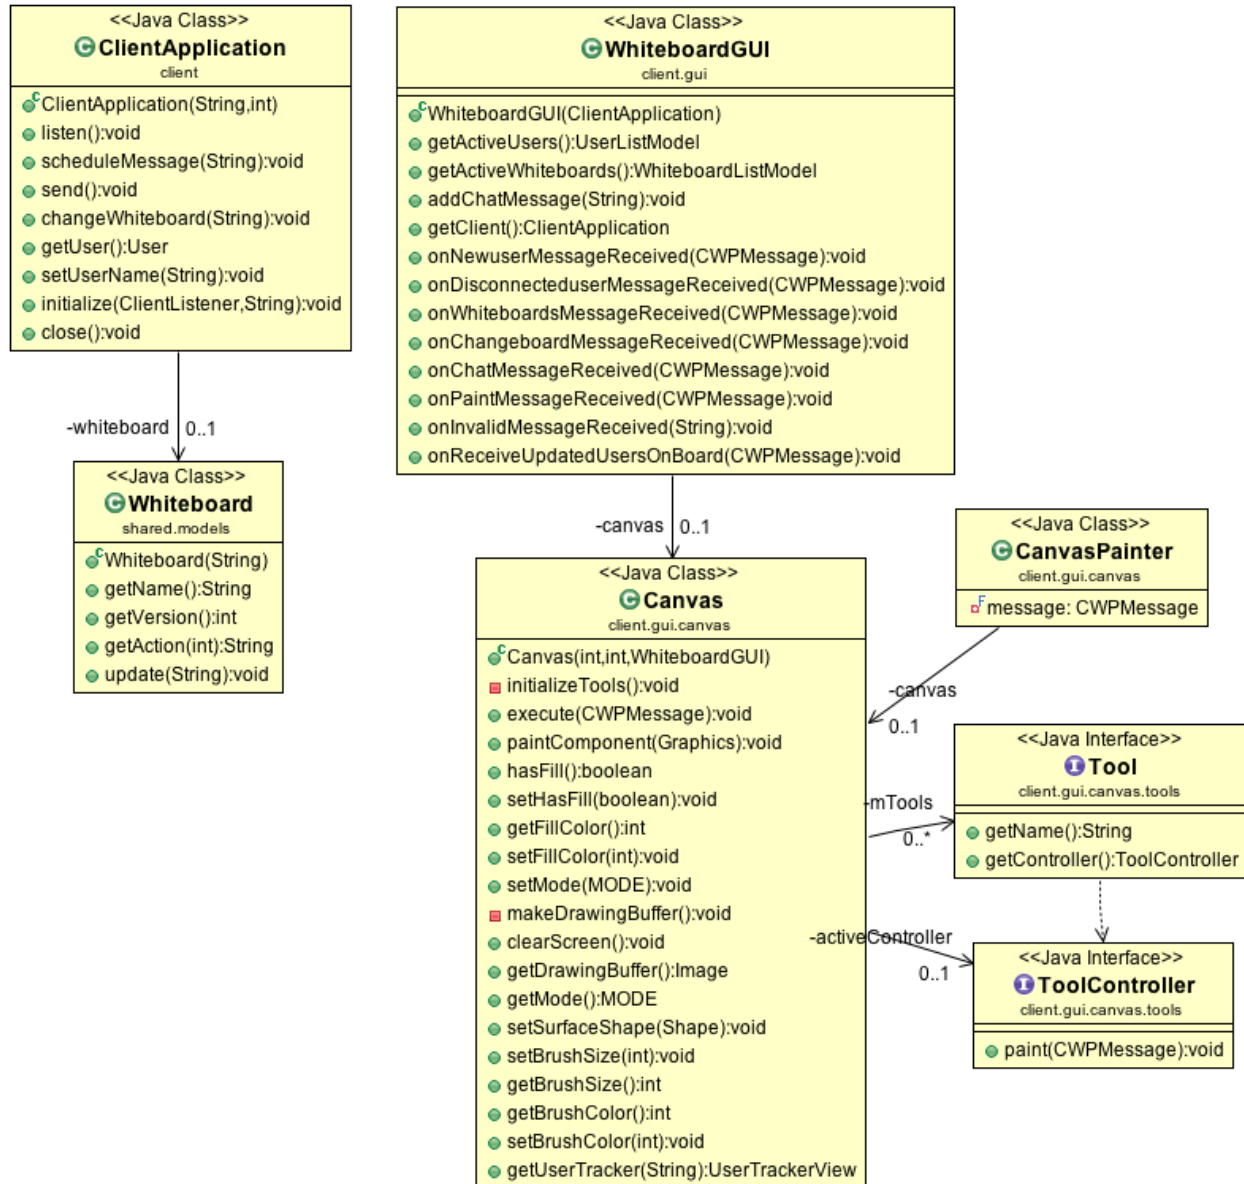 <<Java Class>>
C ClientApplication
client
C ClientApplication(String,int)
listen():void
scheduleMessage(String):void
send():void
changeWhiteboard(String):void
getUser():User
setUserName(String):void
initialize(ClientListener,String):void
close():void
-whiteboard
0..1
<<Java Class>>
C Whiteboard
shared.models
C Whiteboard(String)
getName():String
getVersion():int
getAction(int):String
update(String):void
<<Java Class>>
C WhiteboardGUI
client.gui
C WhiteboardGUI(ClientApplication)
getActiveUsers():UserListModel
getActiveWhiteboards():WhiteboardListModel
addChatMessage(String):void
getClient():ClientApplication
onNewuserMessageReceived(CWPMessage):void
onDisconnecteduserMessageReceived(CWPMessage):void
onWhiteboardsMessageReceived(CWPMessage):void
onChangeboardMessageReceived(CWPMessage):void
onChatMessageReceived(CWPMessage):void
onPaintMessageReceived(CWPMessage):void
onInvalidMessageReceived(String):void
onReceiveUpdatedUsersOnBoard(CWPMessage):void
-canvas
0..1
<<Java Class>>
C Canvas
client.gui.canvas
C Canvas(int,int,WhiteboardGUI)
initializeTools():void
execute(CWPMessage):void
paintComponent(Graphics):void
hasFill():boolean
setHasFill(boolean):void
getFillColor():int
setFillColor(int):void
setMode(MODE):void
makeDrawingBuffer():void
clearScreen():void
getDrawingBuffer():Image
getMode():MODE
setSurfaceShape(Shape):void
setBrushSize(int):void
getBrushSize():int
getBrushColor():int
setBrushColor(int):void
getUserTracker(String):UserTrackerView
<<Java Class>>
C CanvasPainter
client.gui.canvas
F message: CWPMessage
-canvas
0..1
<<Java Interface>>
I Tool
client.gui.canvas.tools
getName():String
getController():ToolController
-mTools
0..*
-activeController
0..1
<<Java Interface>>
I ToolController
client.gui.canvas.tools
paint(CWPMessage):void